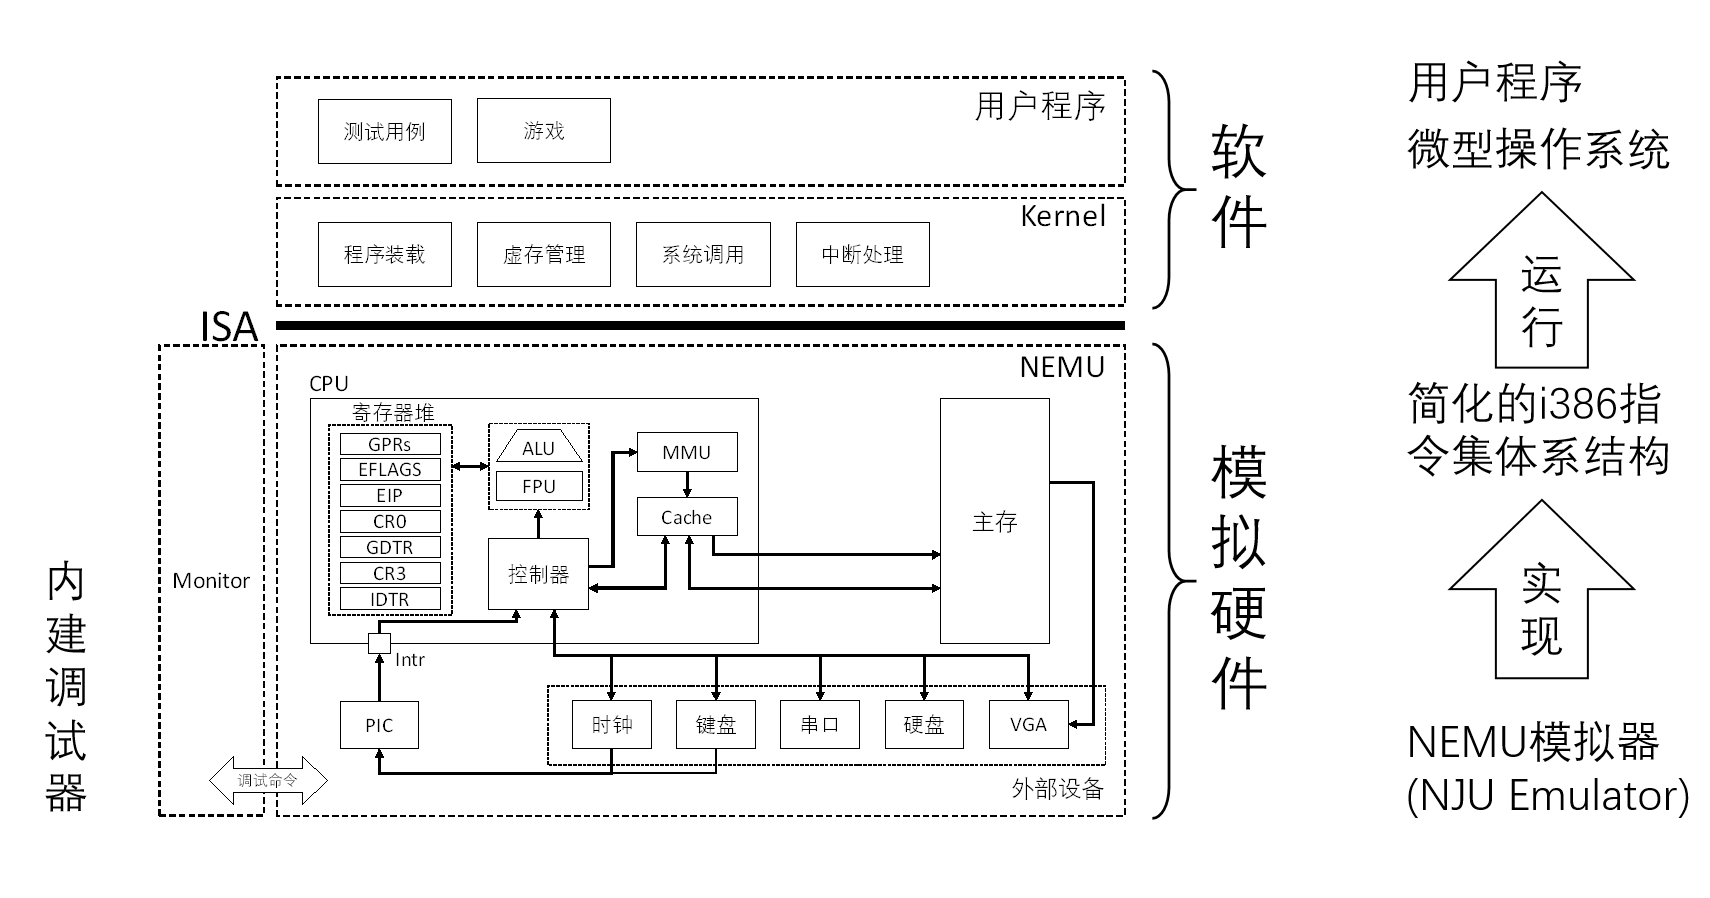 用户程序
测试用例
游戏
Kernel
程序装载
虚存管理
系统调用
中断处理
软件
ISA
NEMU
CPU
寄存器堆
GPRs
EFLAGS
EIP
CR0
GDTR
CR3
IDTR
ALU
FPU
MMU
Cache
控制器
主存
Intr
PIC
时钟
键盘
串口
硬盘
VGA
外部设备
模拟硬件
Monitor
调试命令
内建调试器
用户程序
微型操作系统
运行
简化的i386指
令集体系结构
实现
NEMU模拟器
(NJU Emulator)